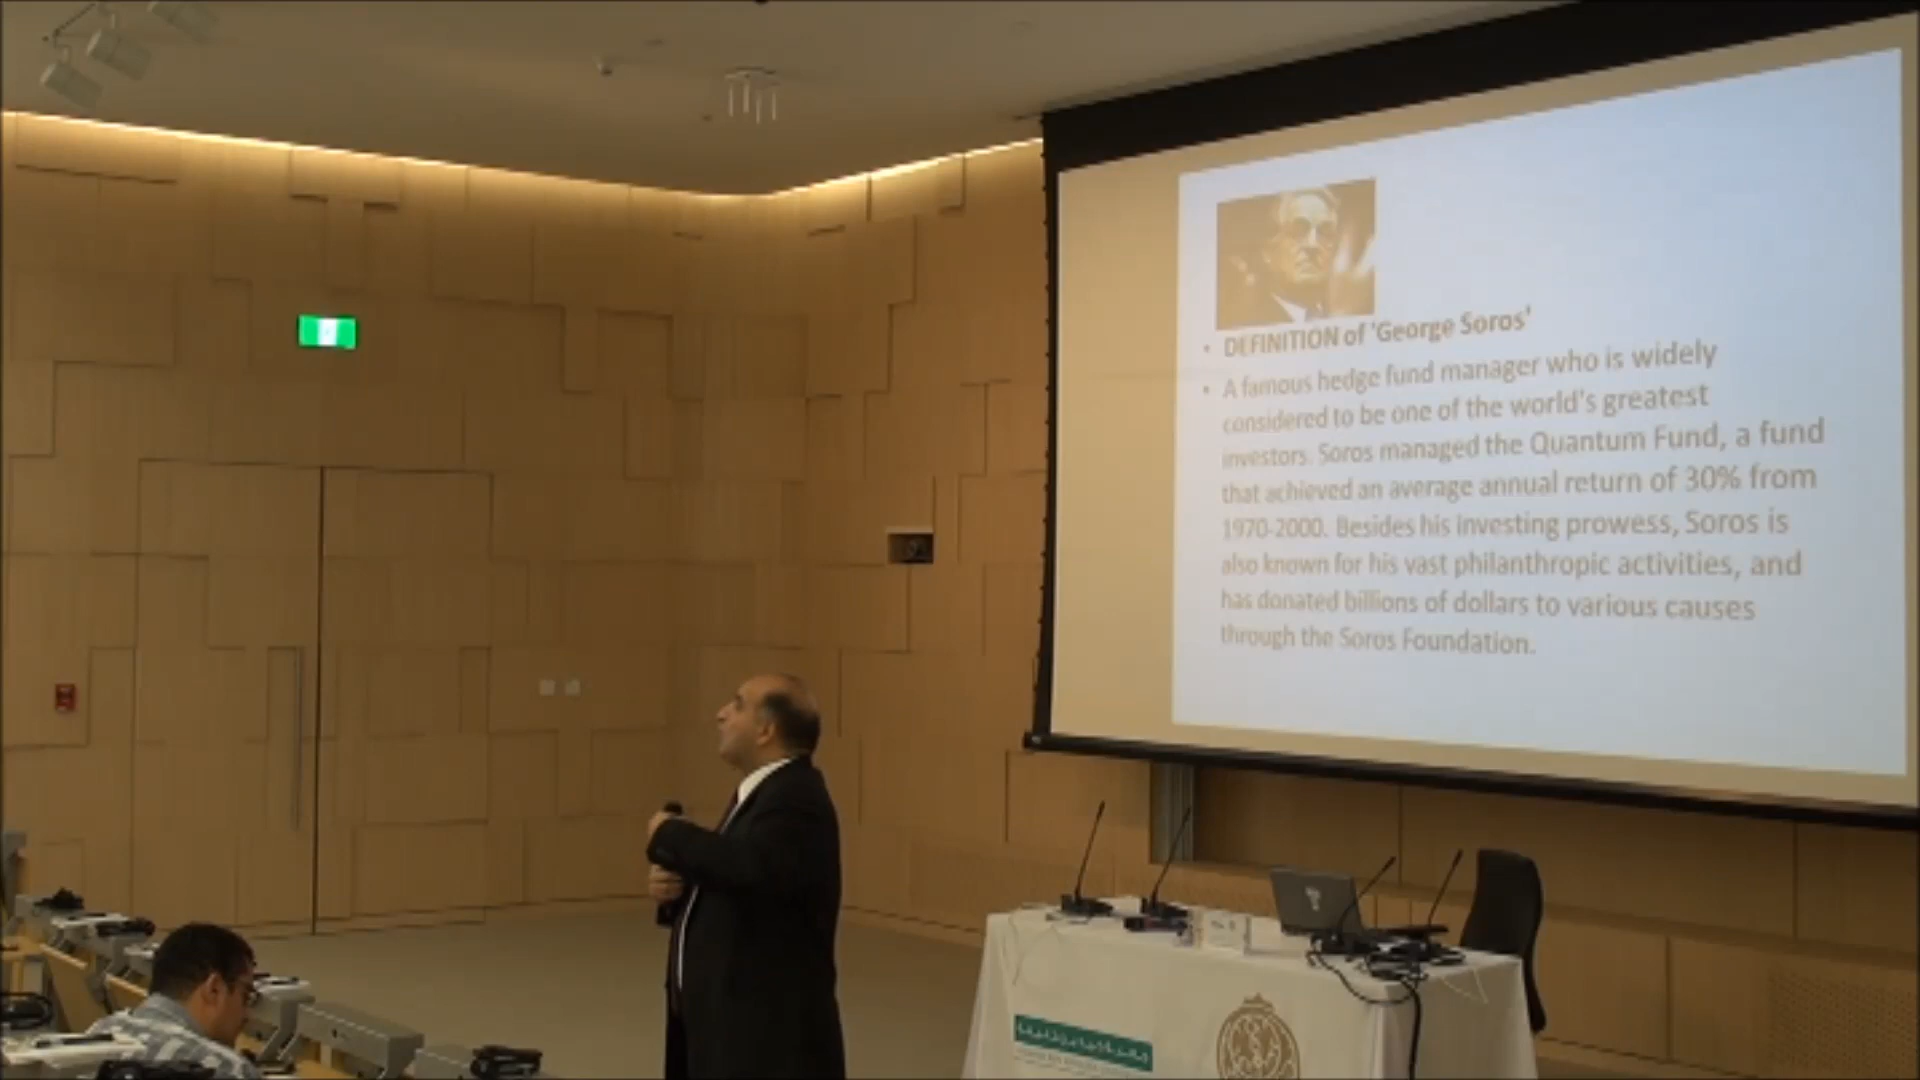 • DEFINITION of 'George Soros'
• A famous hedge fund manager who is widely
considered to be one of the world's greatest
investors. Soros managed the Quantum Fund, a fund
that achieved an average annual return of 30% from
1970-2000. Besides his investing prowess, Soros is
also known for his vast philanthropic activities, and
has donated billions of dollars to various causes
through the Soros Foundation.